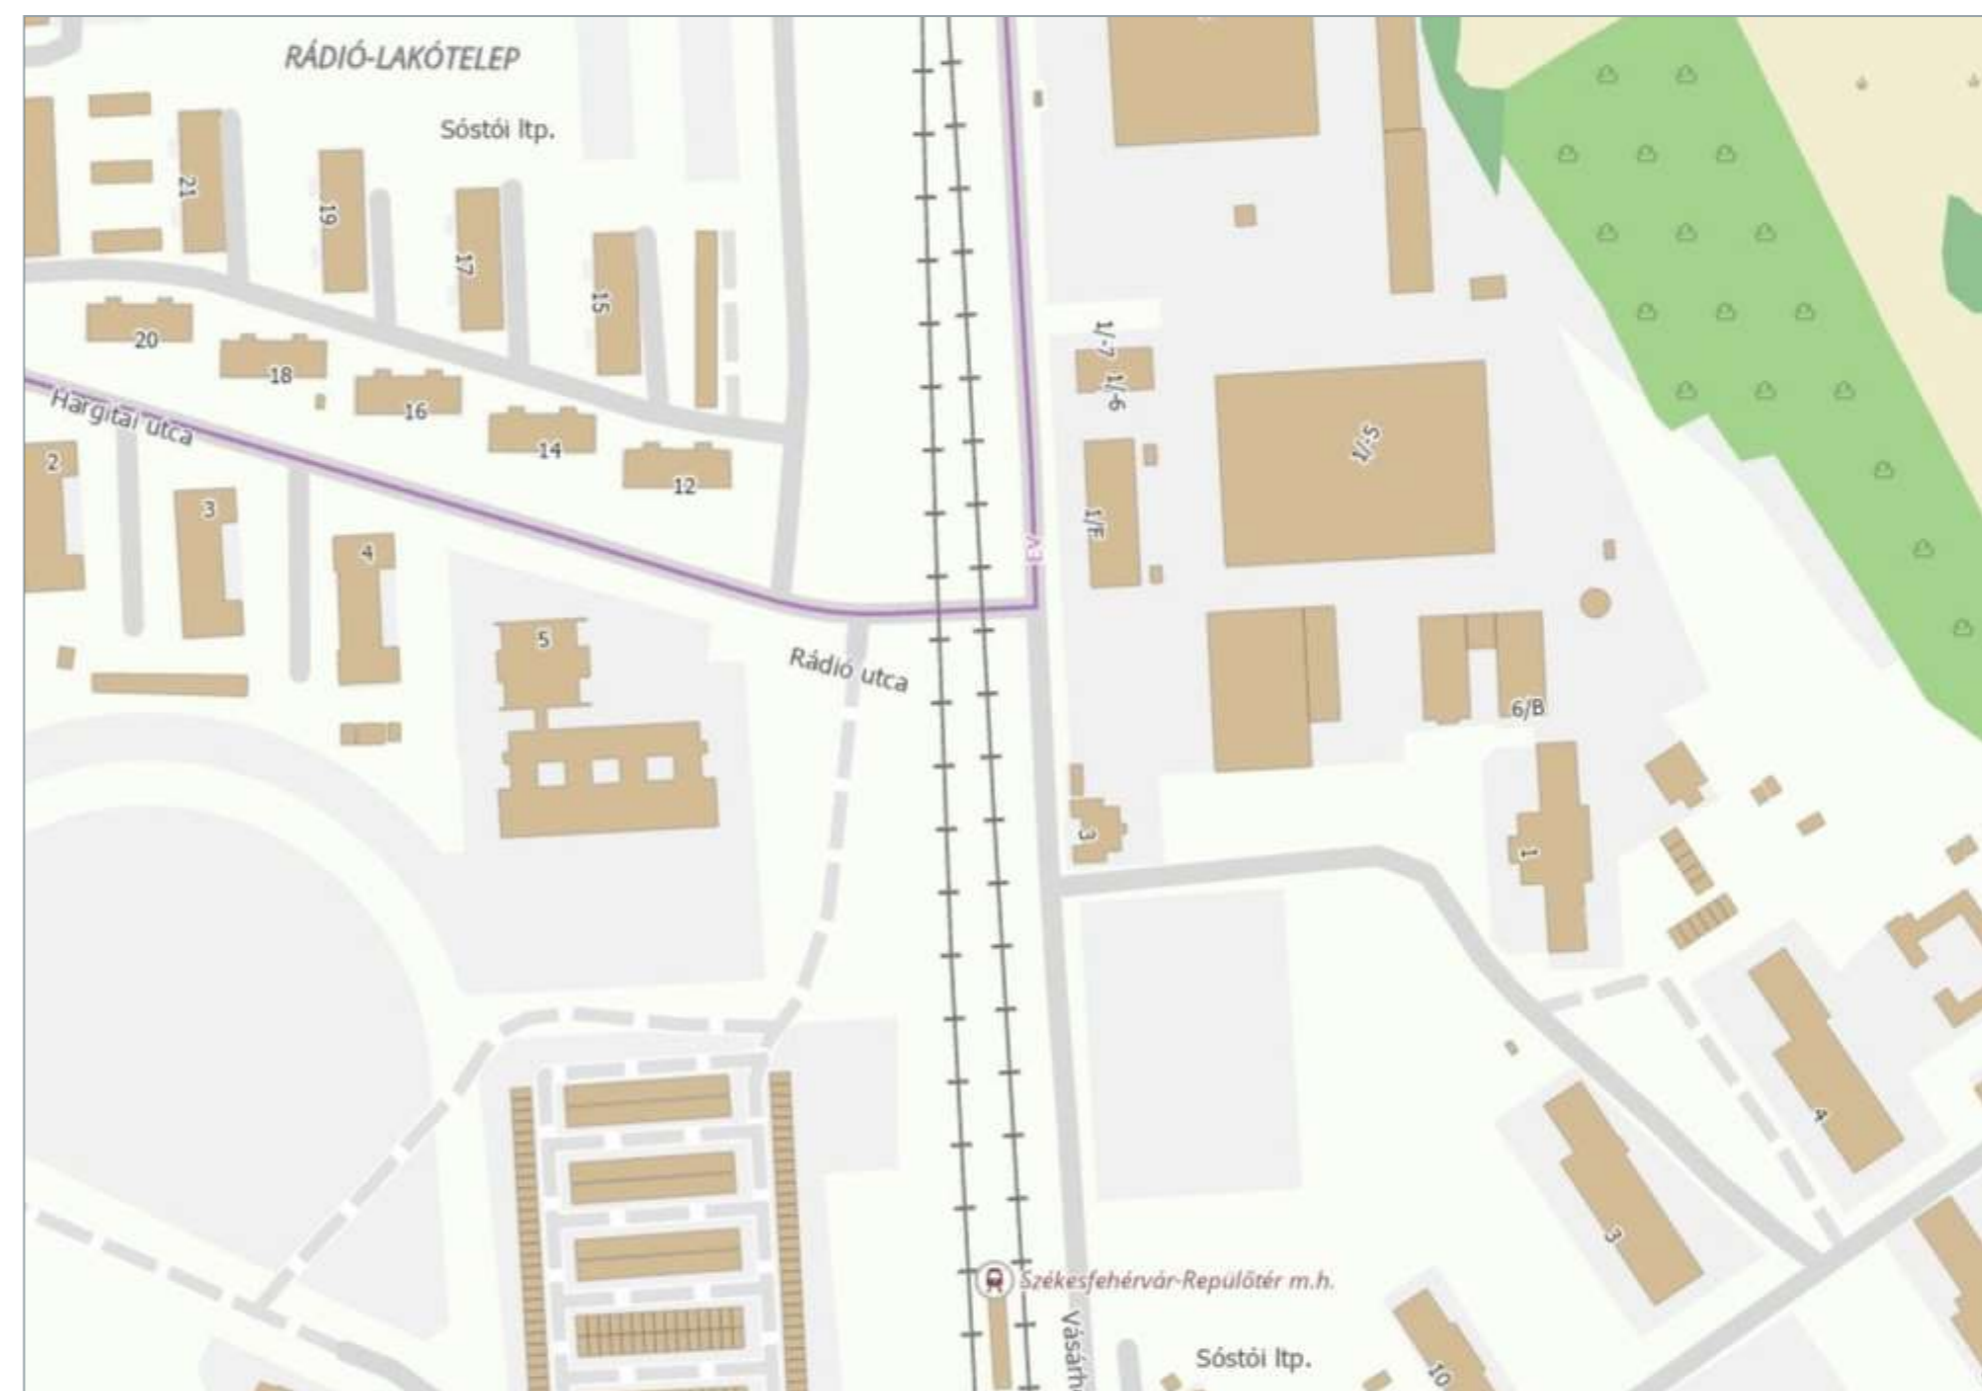 RÁDIÓ-LAKÓTELEP
Sóstói ltp.
21
19
17
15
20
18
16
14
12
Hargitai utca
2
3
4
5
Rádió utca
EV
1/-7
1/-6
1/-5
1/F
6/B
3
1
4
3
10
Székesfehérvár-Repülőtér m.h.
Vásárh
Sóstói ltp.